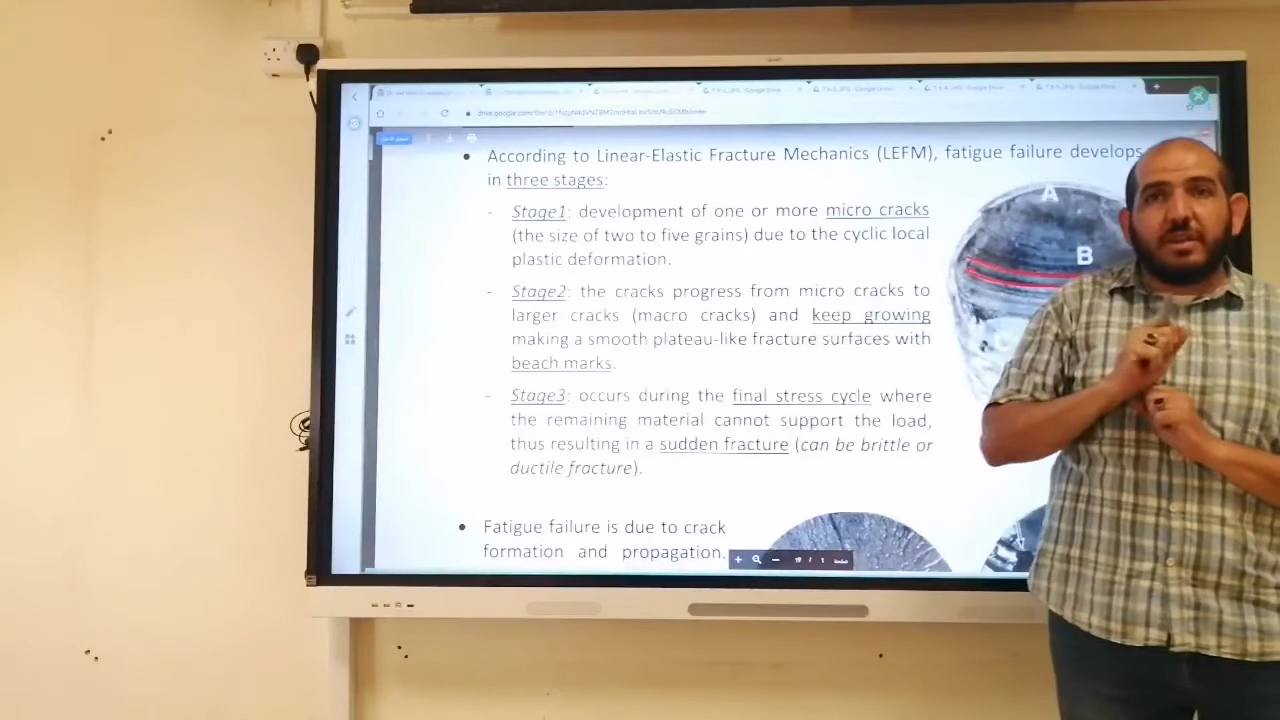 drive.google.com/file/d/
• According to Linear-Elastic Fracture Mechanics (LEFM), fatigue failure develops
in three stages:
- Stage1: development of one or more micro cracks
(the size of two to five grains) due to the cyclic local
plastic deformation.
- Stage2: the cracks progress from micro cracks to
larger cracks (macro cracks) and keep growing
making a smooth plateau-like fracture surfaces with
beach marks.
- Stage3: occurs during the final stress cycle where
the remaining material cannot support the load,
thus resulting in a sudden fracture (can be brittle or
ductile fracture).
• Fatigue failure is due to crack
formation and propagation.
A
B